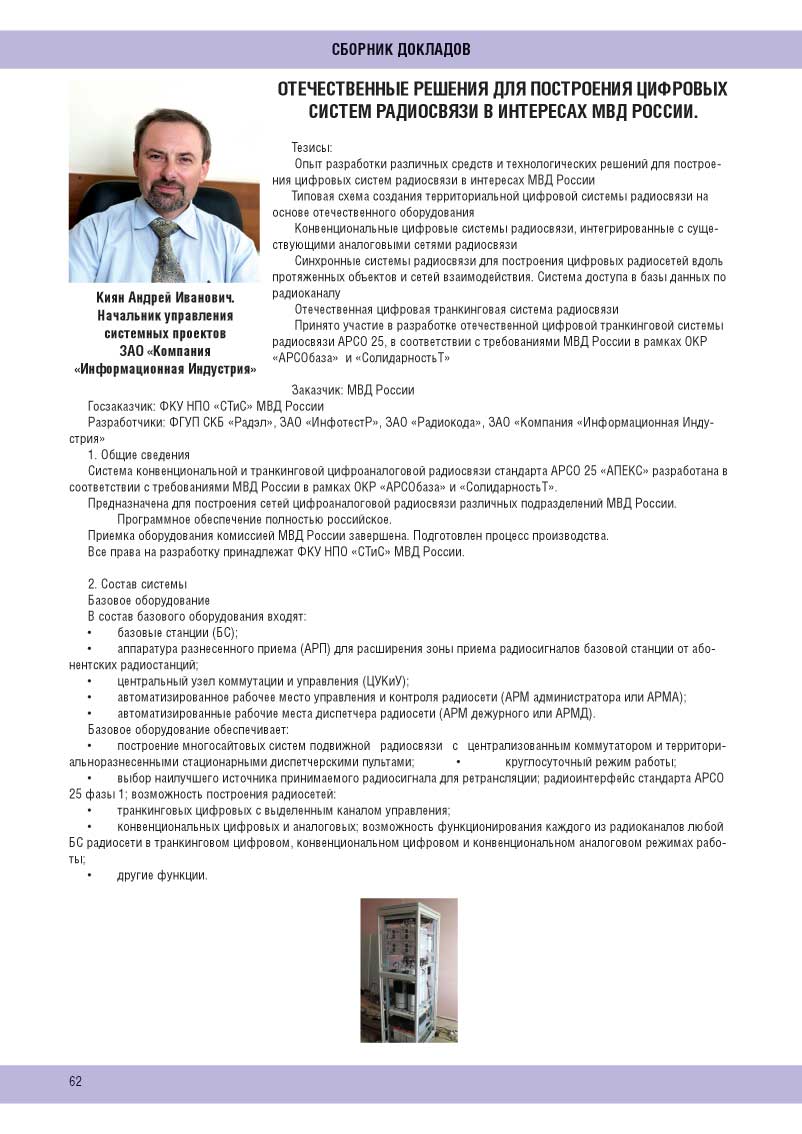 СБОРНИК ДОКЛАДОВ
ОТЕЧЕСТВЕННЫЕ РЕШЕНИЯ ДЛЯ ПОСТРОЕНИЯ ЦИФРОВЫХ
СИСТЕМ РАДИОСВЯЗИ В ИНТЕРЕСАХ МВД РОССИИ.
Киян Андрей Иванович.
Начальник управления
системных проектов
ЗАО «Компания
«Информационная Индустрия»
Тезисы:
Опыт разработки различных средств и технологических решений для построе-
ния цифровых систем радиосвязи в интересах МВД России
Типовая схема создания территориальной цифровой системы радиосвязи на
основе отечественного оборудования
Конвенциональные цифровые системы радиосвязи, интегрированные с суще-
ствующими аналоговыми сетями радиосвязи
Синхронные системы радиосвязи для построения цифровых радиосетей вдоль
протяженных объектов и сетей взаимодействия. Система доступа в базы данных по
радиоканалу
Отечественная цифровая транкинговая система радиосвязи
Принято участие в разработке отечественной цифровой транкинговой системы
радиосвязи АРСО 25, в соответствии с требованиями МВД России в рамках ОКР
«АРСОбаза» и «СолидарностьТ»
Заказчик: МВД России
Госзаказчик: ФКУ НПО «СТиС» МВД России
Разработчики: ФГУП СКБ «Радэл», ЗАО «ИнфотестР», ЗАО «Радиокода», ЗАО «Компания «Информационная Инду-
стрия»
1. Общие сведения
Система конвенциональной и транкинговой цифроаналоговой радиосвязи стандарта АРСО 25 «АПЕКС» разработана в
соответствии с требованиями МВД России в рамках ОКР «АРСОбаза» и «СолидарностьТ».
Предназначена для построения сетей цифроаналоговой радиосвязи различных подразделений МВД России.
Программное обеспечение полностью российское.
Приемка оборудования комиссией МВД России завершена. Подготовлен процесс производства.
Все права на разработку принадлежат ФКУ НПО «СТиС» МВД России.
2. Состав системы
Базовое оборудование
В состав базового оборудования входят:
• базовые станции (БС);
• аппаратура разнесенного приема (АРП) для расширения зоны приема радиосигналов базовой станции от або-
нентских радиостанций;
• центральный узел коммутации и управления (ЦУКиУ);
• автоматизированное рабочее место управления и контроля радиосети (АРМ администратора или АРМА);
• автоматизированные рабочие места диспетчера радиосети (АРМ дежурного или АРМД).
Базовое оборудование обеспечивает:
• построение многосайтовых систем подвижной радиосвязи с централизованным коммутатором и территори-
альноразнесенными стационарными диспетчерскими пультами; • круглосуточный режим работы;
• выбор наилучшего источника принимаемого радиосигнала для ретрансляции; радиоинтерфейс стандарта АРСО
25 фазы 1; возможность построения радиосетей:
• транкинговых цифровых с выделенным каналом управления;
• конвенциональных цифровых и аналоговых; возможность функционирования каждого из радиоканалов любой
БС радиосети в транкинговом цифровом, конвенциональном цифровом и конвенциональном аналоговом режимах рабо-
ты;
• другие функции.
62